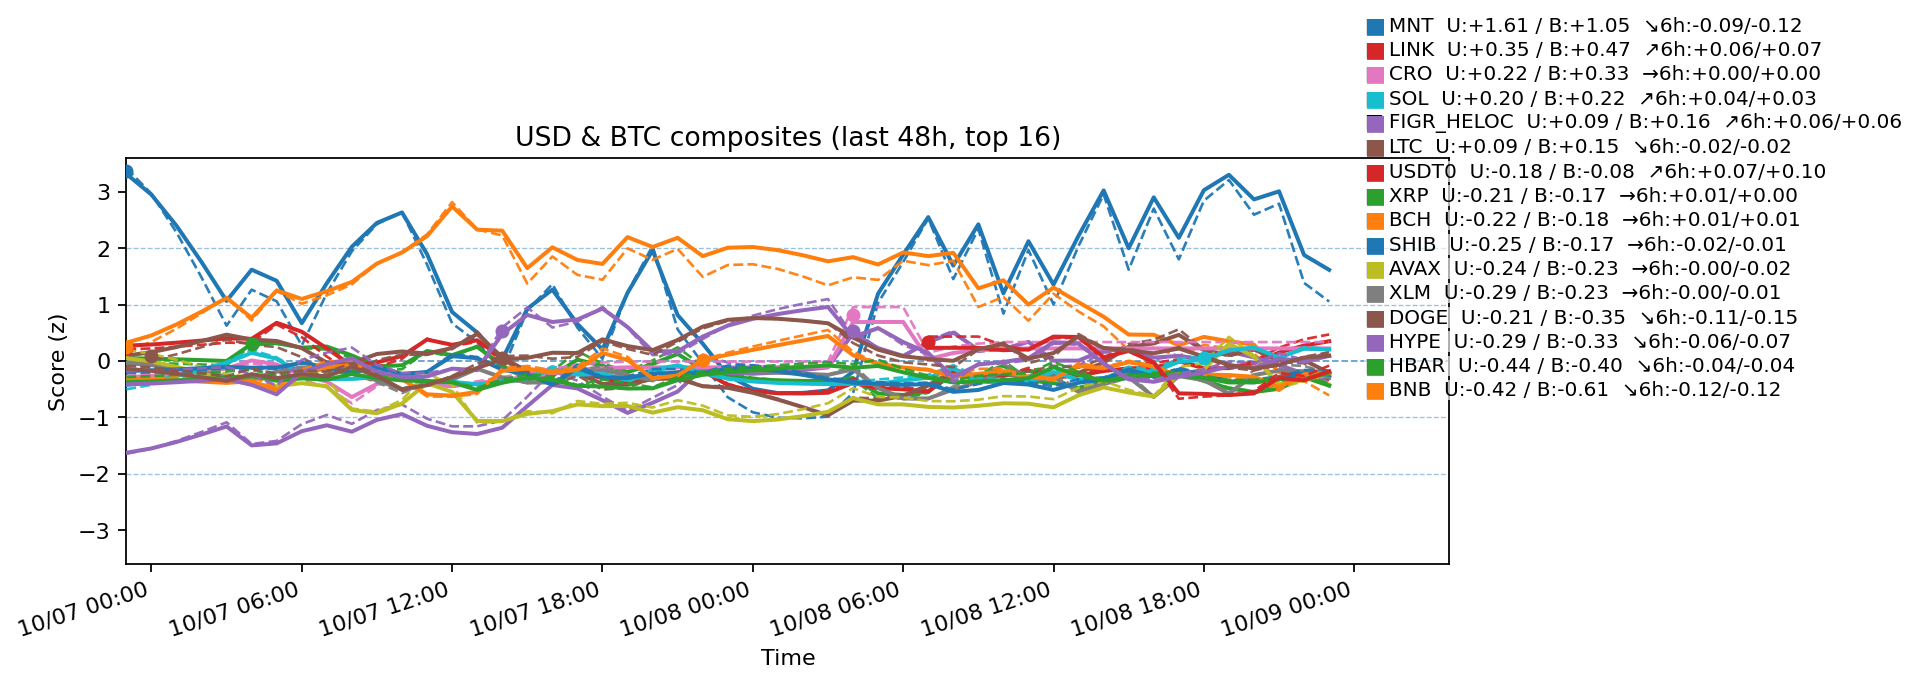 MNT U:+1.61 / B:+1.05 ↘6h:-0.09/-0.12
LINK U:+0.35 / B:+0.47 ↗6h:+0.06/+0.07
CRO U:+0.22 / B:+0.33 →6h:+0.00/+0.00
SOL U:+0.20 / B:+0.22 ↗6h:+0.04/+0.03
FIGR_HELOC U:+0.09 / B:+0.16 ↗6h:+0.06/+0.06
LTC U:+0.09 / B:+0.15 ↘6h:-0.02/-0.02
USDT0 U:-0.18 / B:-0.08 ↗6h:+0.07/+0.10
XRP U:-0.21 / B:-0.17 →6h:+0.01/+0.00
BCH U:-0.22 / B:-0.18 →6h:+0.01/+0.01
SHIB U:-0.25 / B:-0.17 →6h:-0.02/-0.01
AVAX U:-0.24 / B:-0.23 →6h:-0.00/-0.02
XLM U:-0.29 / B:-0.23 →6h:-0.00/-0.01
DOGE U:-0.21 / B:-0.35 ↘6h:-0.11/-0.15
HYPE U:-0.29 / B:-0.33 ↘6h:-0.06/-0.07
HBAR U:-0.44 / B:-0.40 ↘6h:-0.04/-0.04
BNB U:-0.42 / B:-0.61 ↘6h:-0.12/-0.12
USD & BTC composites (last 48h, top 16)
Score (z)
3
2
1
0
−1
−2
−3
10/07 00:00
10/07 06:00
10/07 12:00
10/07 18:00
10/08 00:00
10/08 06:00
10/08 12:00
10/08 18:00
10/09 00:00
Time